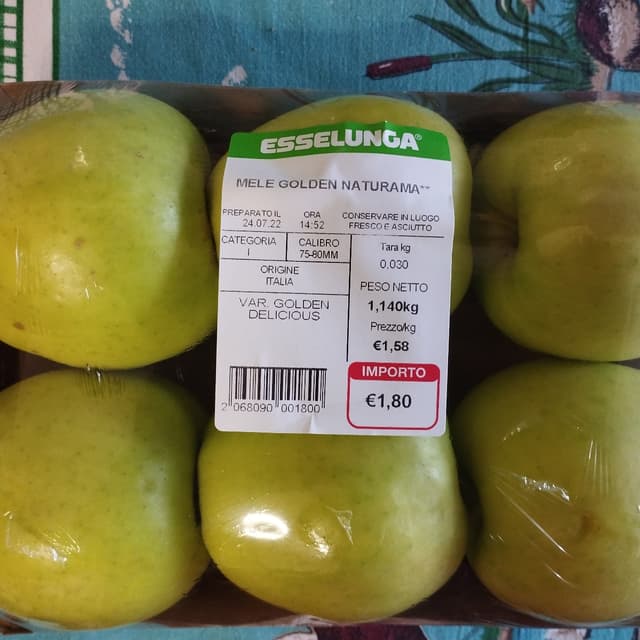 ESSELUNGA®
MELE GOLDEN NATURAMA**
PREPARATO IL
24.07.22
ORA
14:52
CONSERVARE IN LUOGO
FRESCO E ASCIUTTO
CATEGORIA
I
CALIBRO
75-80MM
ORIGINE
ITALIA
VAR. GOLDEN
DELICIOUS
Tara kg
0,030
PESO NETTO
1,140kg
Prezzo/kg
€1,58
IMPORTO
€1,80
2 068090 001800